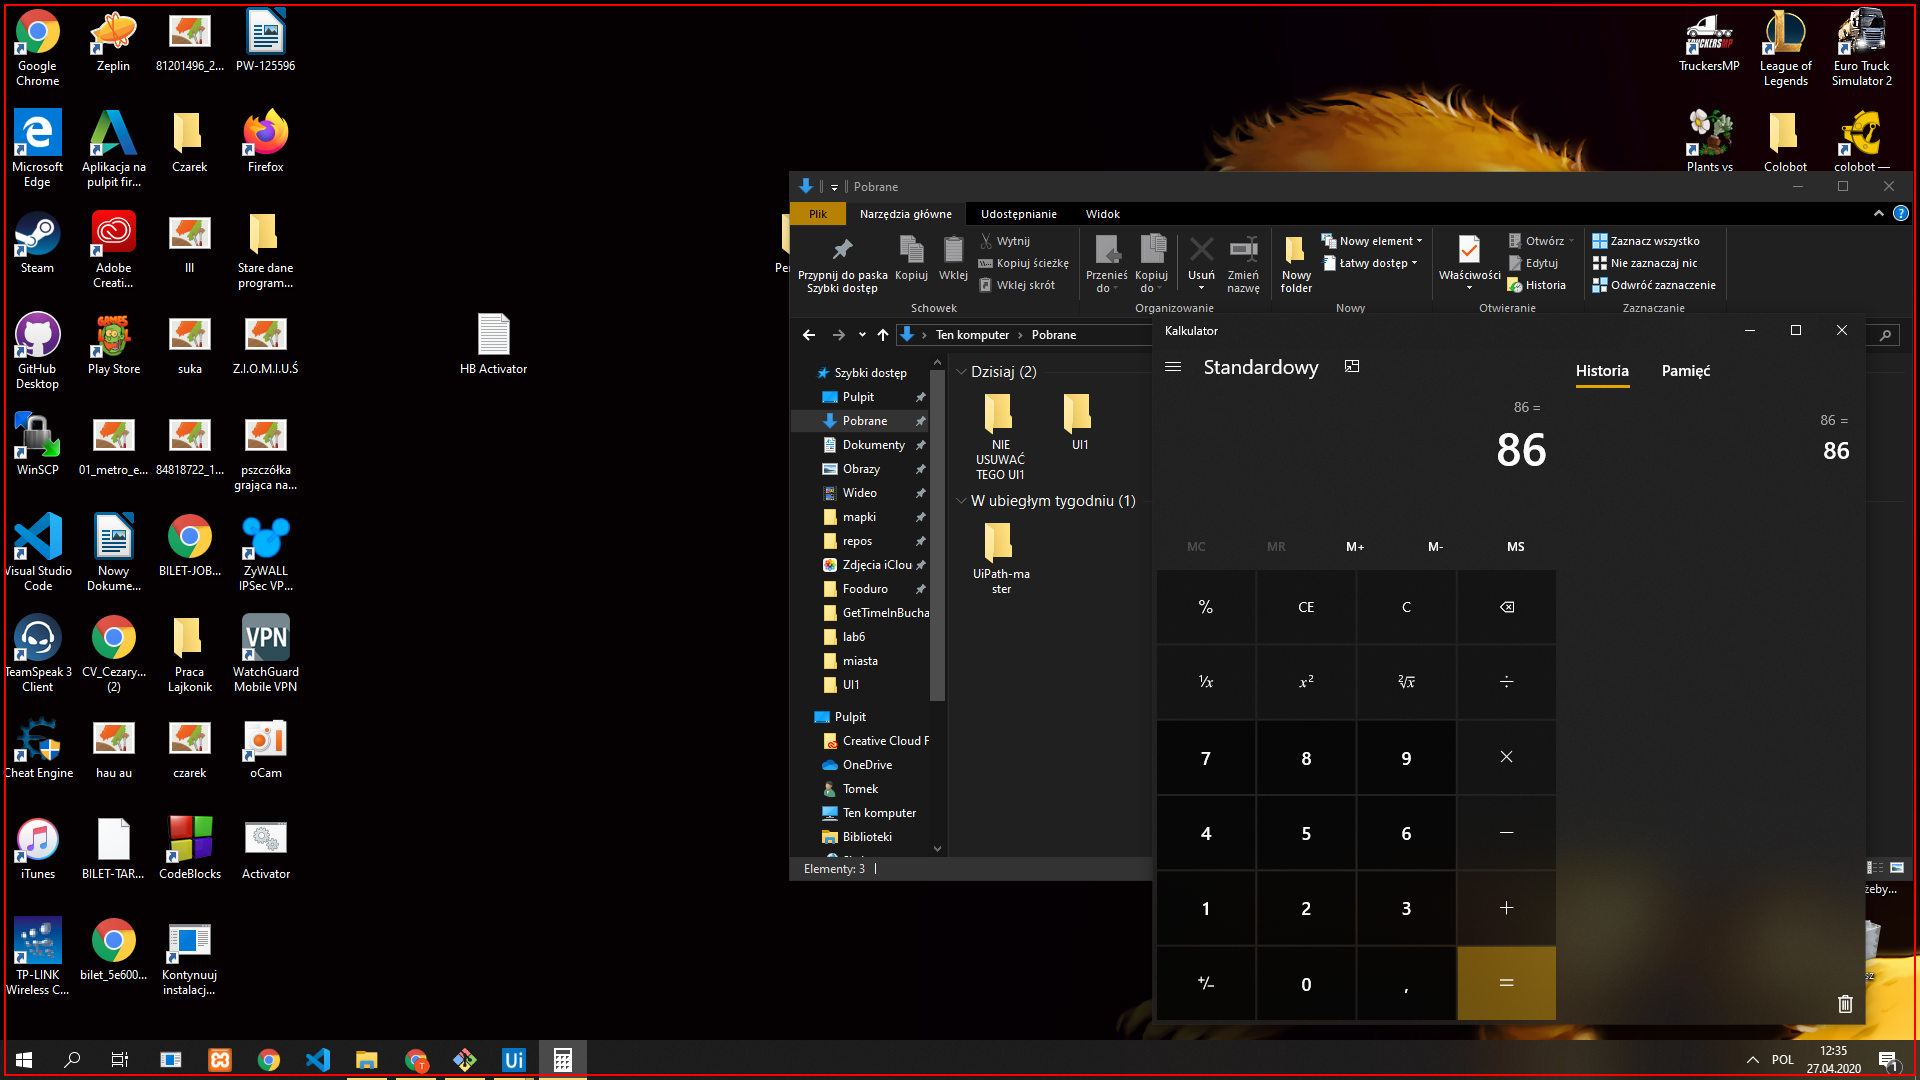 Google Chrome
Zeplin
81201496_2...
PW-125596
Microsoft Edge
Aplikacja na pulpit fir...
Czarek
Firefox
Steam
Adobe Creati...
III
Stare dane program...
GitHub Desktop
Play Store
suka
Z.I.O.M.I.U.Ś
HB Activator
WinSCP
01_metro_e...
84818722_1...
pszczółka grająca na...
Visual Studio Code
Nowy Dokume...
BILET-JOB...
ZyWALL IPSec VP...
TeamSpeak 3 Client
CV_Cezary... (2)
Praca Lajkonik
WatchGuard Mobile VPN
Cheat Engine
hau au
czarek
oCam
iTunes
BILET-TAR...
CodeBlocks
Activator
TP-LINK Wireless C...
bilet_5e600...
Kontynuuj instalacj...
TruckersMP
League of Legends
Euro Truck Simulator 2
Plants vs
Colobot
colobot —
Pobrane
Plik
Narzędzia główne
Udostępnianie
Widok
Przypnij do paska Szybki dostęp
Kopiuj
Wklej
Wytnij
Kopiuj ścieżkę
Wklej skrót
Schowek
Przenieś do
Kopiuj do
Usuń
Zmień nazwę
Organizowanie
Nowy folder
Nowy element
Łatwy dostęp
Nowy
Właściwości
Otwórz
Edytuj
Historia
Otwieranie
Zaznacz wszystko
Nie zaznaczaj nic
Odwróć zaznaczenie
Zaznaczanie
Ten komputer
Pobrane
Szybki dostęp
Pulpit
Pobrane
Dokumenty
Obrazy
Wideo
mapki
repos
Zdjęcia iClou
Fooduro
GetTimeInBucha
lab6
miasta
UI1
Pulpit
Creative Cloud F
OneDrive
Tomek
Ten komputer
Biblioteki
Dzisiaj (2)
NIE USUWAĆ TEGO UI1
UI1
W ubiegłym tygodniu (1)
UiPath-master
Elementy: 3
Kalkulator
Standardowy
Historia
Pamięć
86 =
86
86 =
86
MC MR M+ M- MS
% CE C
⅟x x² ²√x ÷
7 8 9 ×
4 5 6 −
1 2 3 +
+/− 0 , =
żeby...
POL
12:35
27.04.2020
1